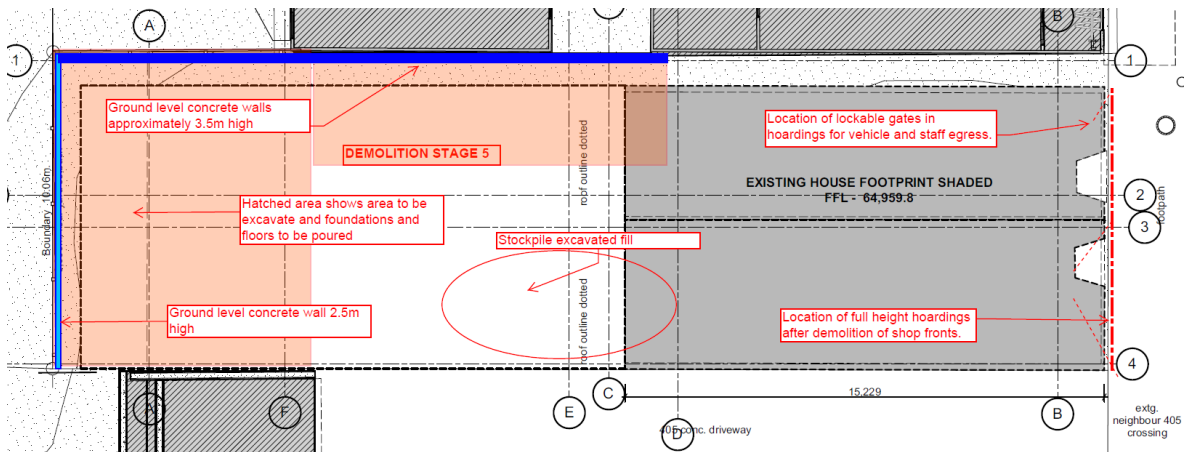 A
C
B
1
1
Ground level concrete walls
approximately 3.5m high
Location of lockable gates in
hoardings for vehicle and staff egress.
DEMOLITION STAGE 5
roof outline dotted
EXISTING HOUSE FOOTPRINT SHADED
FFL - 64,959.8
2
Boundary 10.06m
Hatched area shows area to be
excavate and foundations and
floors to be poured
footpath
3
Stockpile excavated fill
roof outline dotted
Ground level concrete wall 2.5m
high
Location of full height hoardings
after demolition of shop fronts.
4
15,229
A
F
E
C
D
B
405 conc. driveway
extg.
neighbour 405
crossing